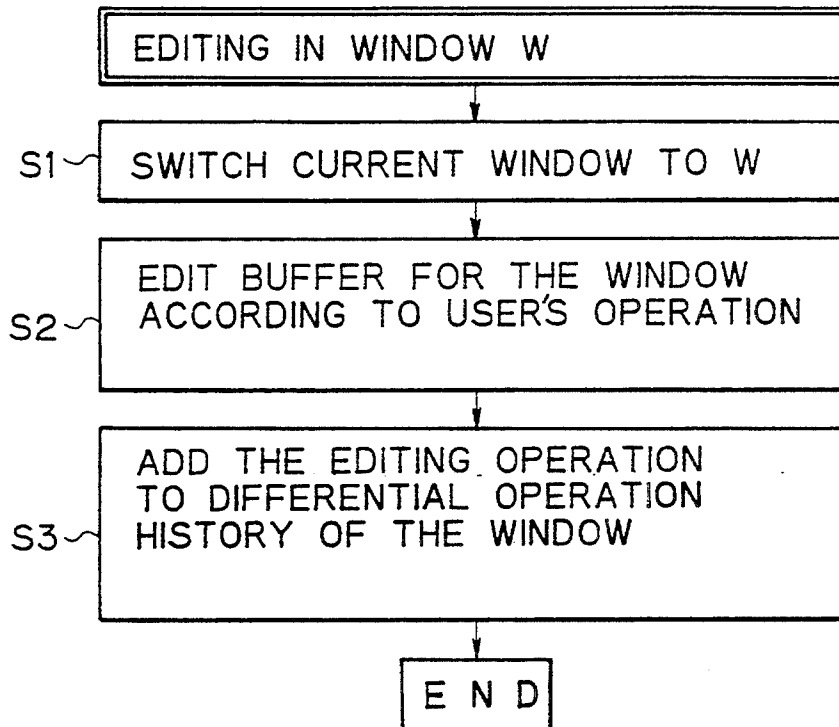 EDITING IN WINDOW W
S1
SWITCH CURRENT WINDOW TO W
S2
EDIT BUFFER FOR THE WINDOW
ACCORDING TO USER'S OPERATION
S3
ADD THE EDITING OPERATION
TO DIFFERENTIAL OPERATION
HISTORY OF THE WINDOW
END